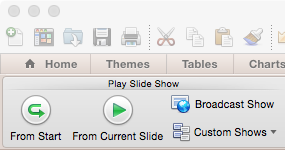 Home Themes Tables Charts
Play Slide Show
From Start From Current Slide Broadcast Show
Custom Shows